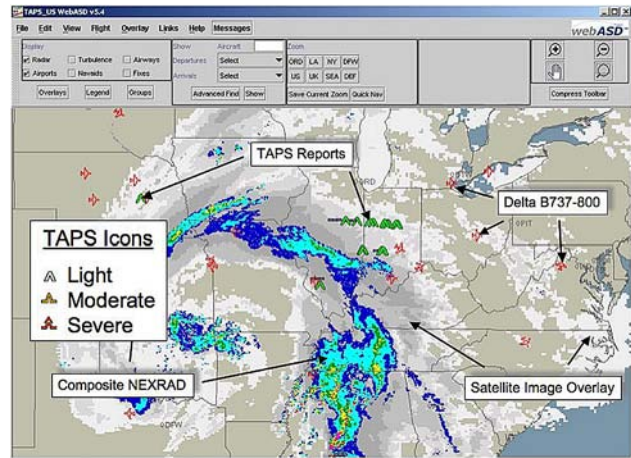 TAPS_US WebASD v5.4
File Edit View Flight Overlay Links Help Messages
webASD
Display
Show Aircraft
Zoom
Radar Turbulence Airways
Departures Select
ORD LA NY DFW
Airports Navaids Fixes
Arrivals Select
US UK SEA DEF
Overlays Legend Groups
Advanced Find Show
Save Current Zoom Quick Nav
Compress Toolbar
TAPS Reports
ORD
Delta B737-800
PIT
TAPS Icons
Light
Moderate
Severe
Composite NEXRAD
Satellite Image Overlay
DFW